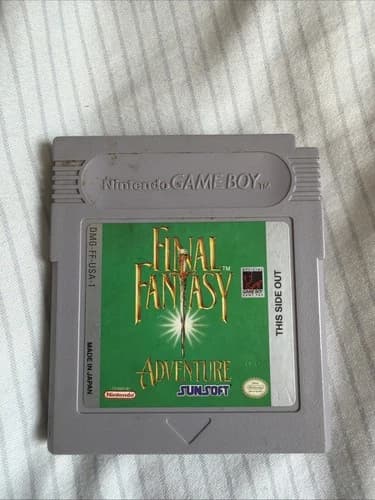 Nintendo GAME BOY TM
DMG-FF-USA-1
MADE IN JAPAN
FINAL
FANTASY TM
ADVENTURE
SUNSOFT
Nintendo
THIS SIDE OUT